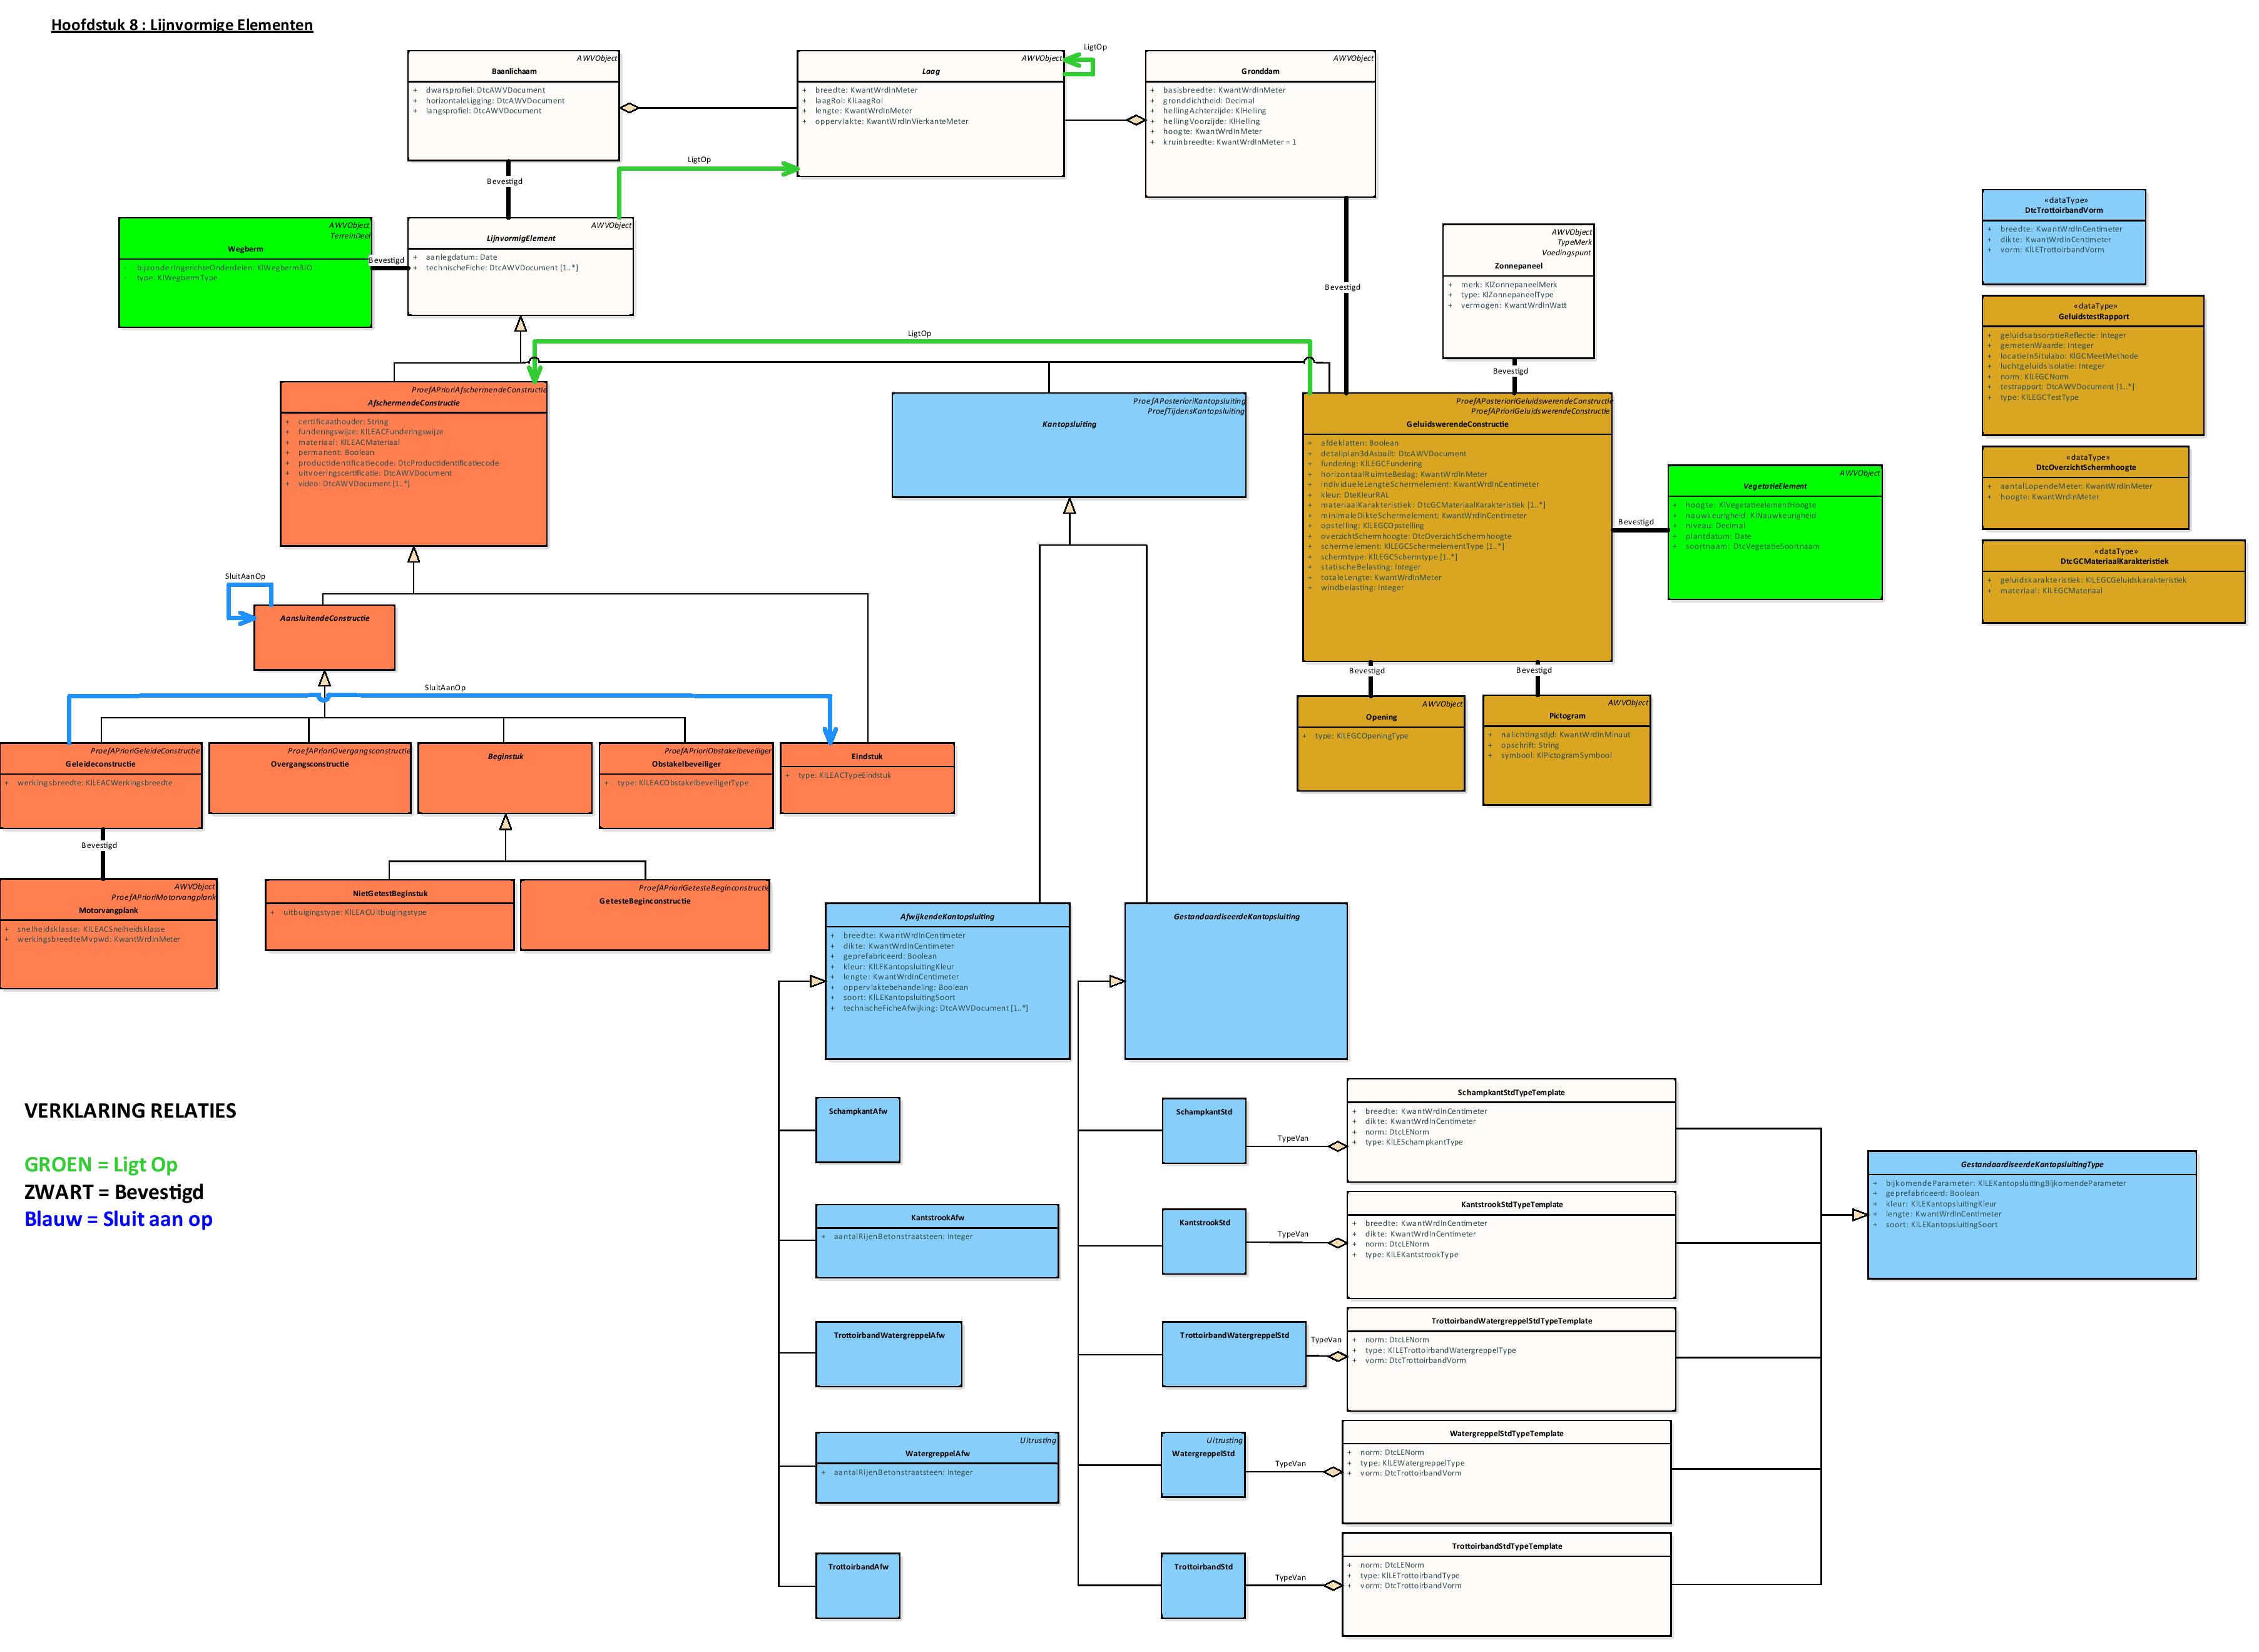 Hoofdstuk 8 : Lijnvormige Elementen
AWVObject
Baanlichaam
+ dwarsprofiel: DtcAWVDocument
+ horizontaleLigging: DtcAWVDocument
+ langsprofiel: DtcAWVDocument
AWVObject
Laag
+ breedte: KwantWrdInMeter
+ laagRol: KlLaagRol
+ lengte: KwantWrdInMeter
+ oppervlakte: KwantWrdInVierkanteMeter
LigtOp
AWVObject
Gronddam
+ basisbreedte: KwantWrdInMeter
+ gronddichtheid: Decimal
+ hellingAchterzijde: KlHelling
+ hellingVoorzijde: KlHelling
+ hoogte: KwantWrdInMeter
+ kruinbreedte: KwantWrdInMeter = 1
LigtOp
Bevestigd
AWVObject
TerreinDeel
Wegberm
bijzonderIngerichteOnderdelen: KlWegbermBIO
type: KlWegbermType
Bevestigd
AWVObject
LijnvormigElement
+ aanlegdatum: Date
+ technischeFiche: DtcAWVDocument [1..*]
Bevestigd
AWVObject
TypeMerk
Voedingspunt
Zonnepaneel
+ merk: KlZonnepaneelMerk
+ type: KlZonnepaneelType
+ vermogen: KwantWrdInWatt
Bevestigd
«dataType»
DtcTrottoirbandVorm
+ breedte: KwantWrdInCentimeter
+ dikte: KwantWrdInCentimeter
+ vorm: KlLETrottoirbandVorm
«dataType»
GeluidstestRapport
+ geluidsabsorptieReflectie: Integer
+ gemetenWaarde: Integer
+ locatieInSitulabo: KlGCMeetMethode
+ luchtgeluidsisolatie: Integer
+ norm: KlLEGCNorm
+ testrapport: DtcAWVDocument [1..*]
+ type: KlLEGCTestType
«dataType»
DtcOverzichtSchermhoogte
+ aantalLopendeMeter: KwantWrdInMeter
+ hoogte: KwantWrdInMeter
«dataType»
DtcGCMateriaalKarakteristiek
+ geluidskarakteristiek: KlLEGCGeluidskarakteristiek
+ materiaal: KlLEGCMateriaal
LigtOp
ProefAPrioriAfschermendeConstructie
AfschermendeConstructie
+ certificaathouder: String
+ funderingswijze: KlLEACFunderingswijze
+ materiaal: KlLEACMateriaal
+ permanent: Boolean
+ productidentificatiecode: DtcProductidentificatiecode
+ uitvoeringscertificatie: DtcAWVDocument
+ video: DtcAWVDocument [1..*]
ProefAPosterioriKantopsluiting
ProefTijdensKantopsluiting
Kantopsluiting
ProefAPosterioriGeluidswerendeConstructie
ProefAPrioriGeluidswerendeConstructie
GeluidswerendeConstructie
+ afdeklatten: Boolean
+ detailplan3dAsbuilt: DtcAWVDocument
+ fundering: KlLEGCFundering
+ horizontaalRuimteBeslag: KwantWrdInMeter
+ individueleLengteSchermelement: KwantWrdInCentimeter
+ kleur: DteKleurRAL
+ materiaalKarakteristiek: DtcGCMateriaalKarakteristiek [1..*]
+ minimaleDikteSchermelement: KwantWrdInCentimeter
+ opstelling: KlLEGCOpstelling
+ overzichtSchermhoogte: DtcOverzichtSchermhoogte
+ schermelement: KlLEGCSchermelementType [1..*]
+ schermtype: KlLEGCSchermtype [1..*]
+ statischeBelasting: Integer
+ totaleLengte: KwantWrdInMeter
+ windbelasting: Integer
Bevestigd
AWVObject
VegetatieElement
+ hoogte: KlVegetatieelementHoogte
+ nauwkeurigheid: KlNauwkeurigheid
+ niveau: Decimal
+ plantdatum: Date
+ soortnaam: DtcVegetatieSoortnaam
SluitAanOp
AansluitendeConstructie
SluitAanOp
Bevestigd
Bevestigd
AWVObject
Opening
+ type: KlLEGCOpeningType
AWVObject
Pictogram
+ nalichtingstijd: KwantWrdInMinuut
+ opschrift: String
+ symbool: KlPictogramSymbool
ProefAPrioriGeleideConstructie
Geleideconstructie
+ werkingsbreedte: KlLEACWerkingsbreedte
ProefAPrioriOvergangsconstructie
Overgangsconstructie
Beginstuk
ProefAPrioriObstakelbeveiliger
Obstakelbeveiliger
+ type: KlLEACObstakelbeveiligerType
Eindstuk
+ type: KlLEACTypeEindstuk
Bevestigd
AWVObject
ProefAPrioriMotorvangplank
Motorvangplank
+ snelheidsklasse: KlLEACSnelheidsklasse
+ werkingsbreedteMvpwd: KwantWrdInMeter
NietGetestBeginstuk
+ uitbuigingstype: KlLEACUitbuigingstype
ProefAPrioriGetesteBeginconstructie
GetesteBeginconstructie
AfwijkendeKantopsluiting
+ breedte: KwantWrdInCentimeter
+ dikte: KwantWrdInCentimeter
+ geprefabriceerd: Boolean
+ kleur: KlLEKantopsluitingKleur
+ lengte: KwantWrdInCentimeter
+ oppervlaktebehandeling: Boolean
+ soort: KlLEKantopsluitingSoort
+ technischeFicheAfwijking: DtcAWVDocument [1..*]
GestandaardiseerdeKantopsluiting
VERKLARING RELATIES
GROEN = Ligt Op
ZWART = Bevestigd
Blauw = Sluit aan op
SchampkantAfw
SchampkantStd
TypeVan
SchampkantStdTypeTemplate
+ breedte: KwantWrdInCentimeter
+ dikte: KwantWrdInCentimeter
+ norm: DtcLENorm
+ type: KlLESchampkantType
GestandaardiseerdeKantopsluitingType
+ bijkomendeParameter: KlLEKantopsluitingBijkomendeParameter
+ geprefabriceerd: Boolean
+ kleur: KlLEKantopsluitingKleur
+ lengte: KwantWrdInCentimeter
+ soort: KlLEKantopsluitingSoort
KantstrookAfw
+ aantalRijenBetonstraatsteen: Integer
KantstrookStd
TypeVan
KantstrookStdTypeTemplate
+ breedte: KwantWrdInCentimeter
+ dikte: KwantWrdInCentimeter
+ norm: DtcLENorm
+ type: KlLEKantstrookType
TrottoirbandWatergreppelAfw
TrottoirbandWatergreppelStd
TypeVan
TrottoirbandWatergreppelStdTypeTemplate
+ norm: DtcLENorm
+ type: KlLETrottoirbandWatergreppelType
+ vorm: DtcTrottoirbandVorm
Uitrusting
WatergreppelAfw
+ aantalRijenBetonstraatsteen: Integer
Uitrusting
WatergreppelStd
TypeVan
WatergreppelStdTypeTemplate
+ norm: DtcLENorm
+ type: KlLEWatergreppelType
+ vorm: DtcTrottoirbandVorm
TrottoirbandAfw
TrottoirbandStd
TypeVan
TrottoirbandStdTypeTemplate
+ norm: DtcLENorm
+ type: KlLETrottoirbandType
+ vorm: DtcTrottoirbandVorm